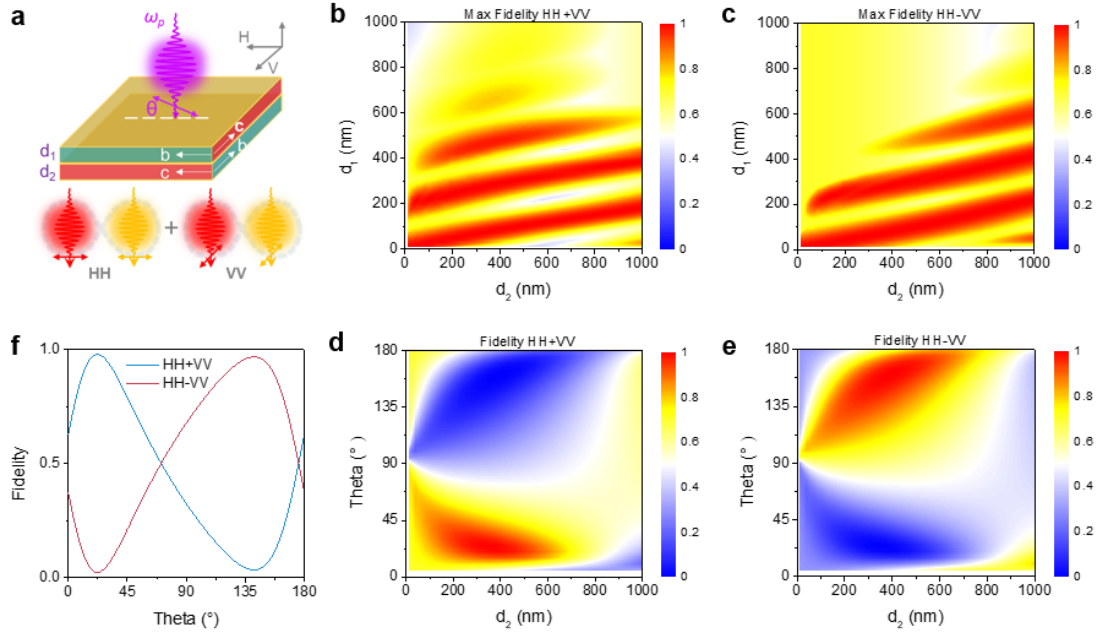 a
ωp
H
V
θ
c
b
b
c
d1
d2
+
HH
VV
b
Max Fidelity HH+VV
1000
800
600
400
200
0
d1 (nm)
0 200 400 600 800 1000
d2 (nm)
1
0.8
0.6
0.4
0.2
0
c
Max Fidelity HH-VV
1000
800
600
400
200
0
d1 (nm)
0 200 400 600 800 1000
d2 (nm)
1
0.8
0.6
0.4
0.2
0
f
HH+VV
HH-VV
1.0
0.5
0.0
Fidelity
0 45 90 135 180
Theta (°)
d
Fidelity HH+VV
180
135
90
45
0
Theta (°)
0 200 400 600 800 1000
d2 (nm)
1
0.8
0.6
0.4
0.2
0
e
Fidelity HH-VV
180
135
90
45
0
Theta (°)
0 200 400 600 800 1000
d2 (nm)
1
0.8
0.6
0.4
0.2
0